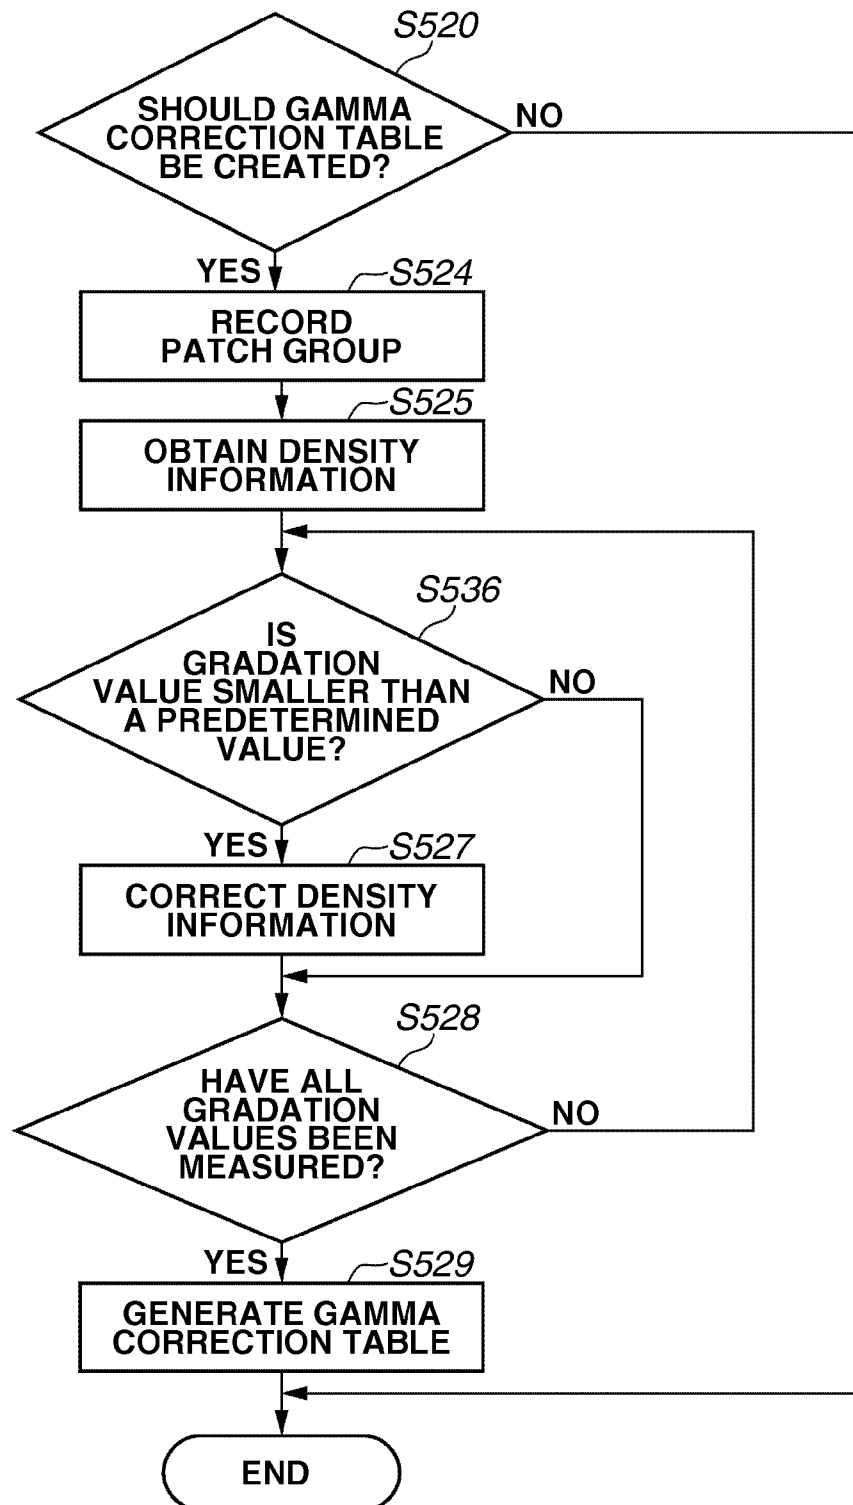 S520
SHOULD GAMMA
CORRECTION TABLE
BE CREATED?
NO
YES
S524
RECORD
PATCH GROUP
S525
OBTAIN DENSITY
INFORMATION
S536
IS
GRADATION
VALUE SMALLER THAN
A PREDETERMINED
VALUE?
NO
YES
S527
CORRECT DENSITY
INFORMATION
S528
HAVE ALL
GRADATION
VALUES BEEN
MEASURED?
NO
YES
S529
GENERATE GAMMA
CORRECTION TABLE
END